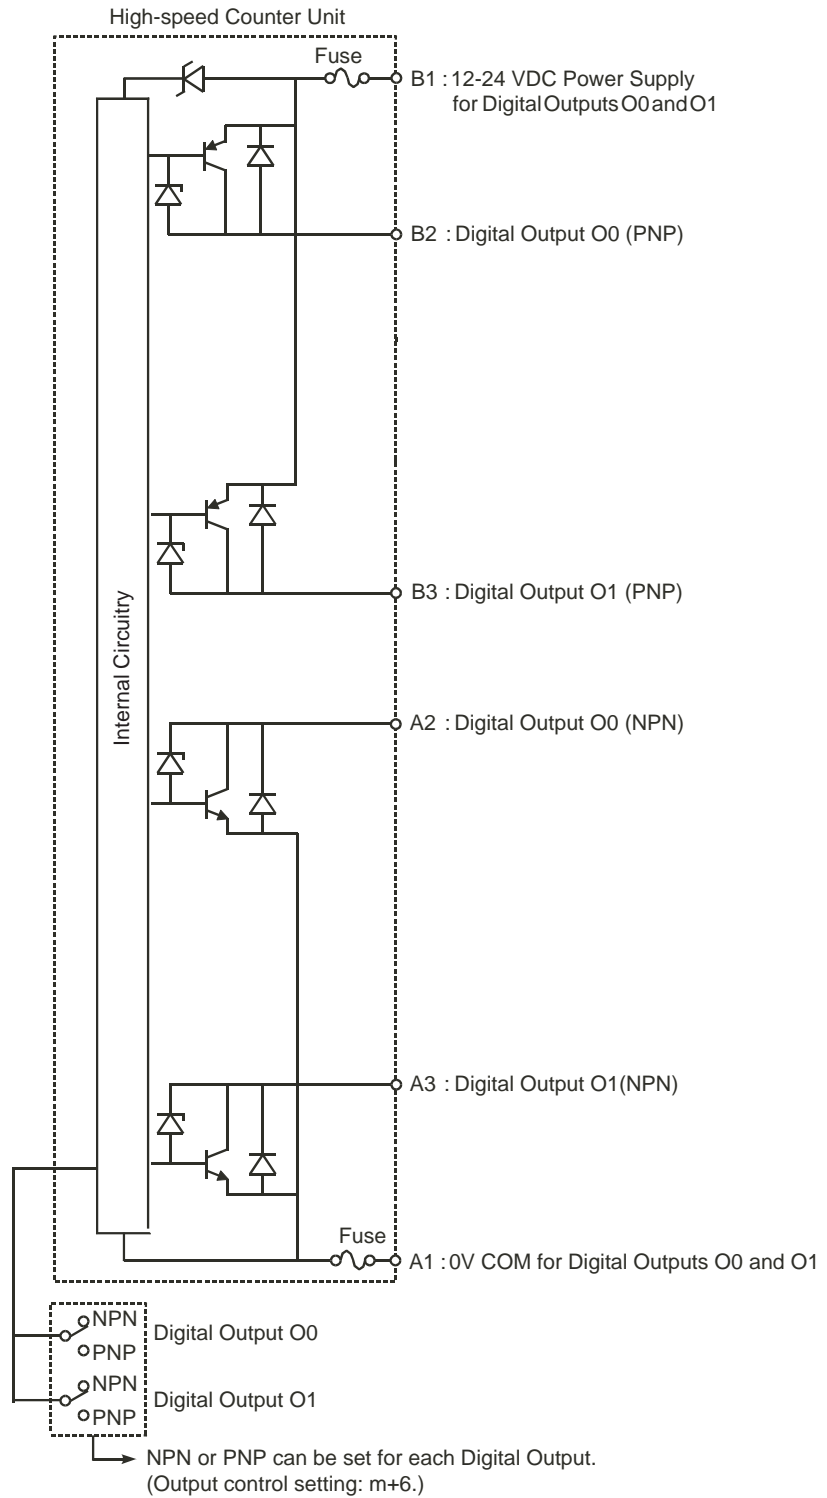 High-speed Counter Unit
Fuse
B1 : 12-24 VDC Power Supply
for Digital Outputs O0 and O1
B2 : Digital Output O0 (PNP)
B3 : Digital Output O1 (PNP)
Internal Circuitry
A2 : Digital Output O0 (NPN)
A3 : Digital Output O1(NPN)
Fuse
A1 : 0V COM for Digital Outputs O0 and O1
NPN
Digital Output O0
PNP
NPN
Digital Output O1
PNP
NPN or PNP can be set for each Digital Output.
(Output control setting: m+6.)